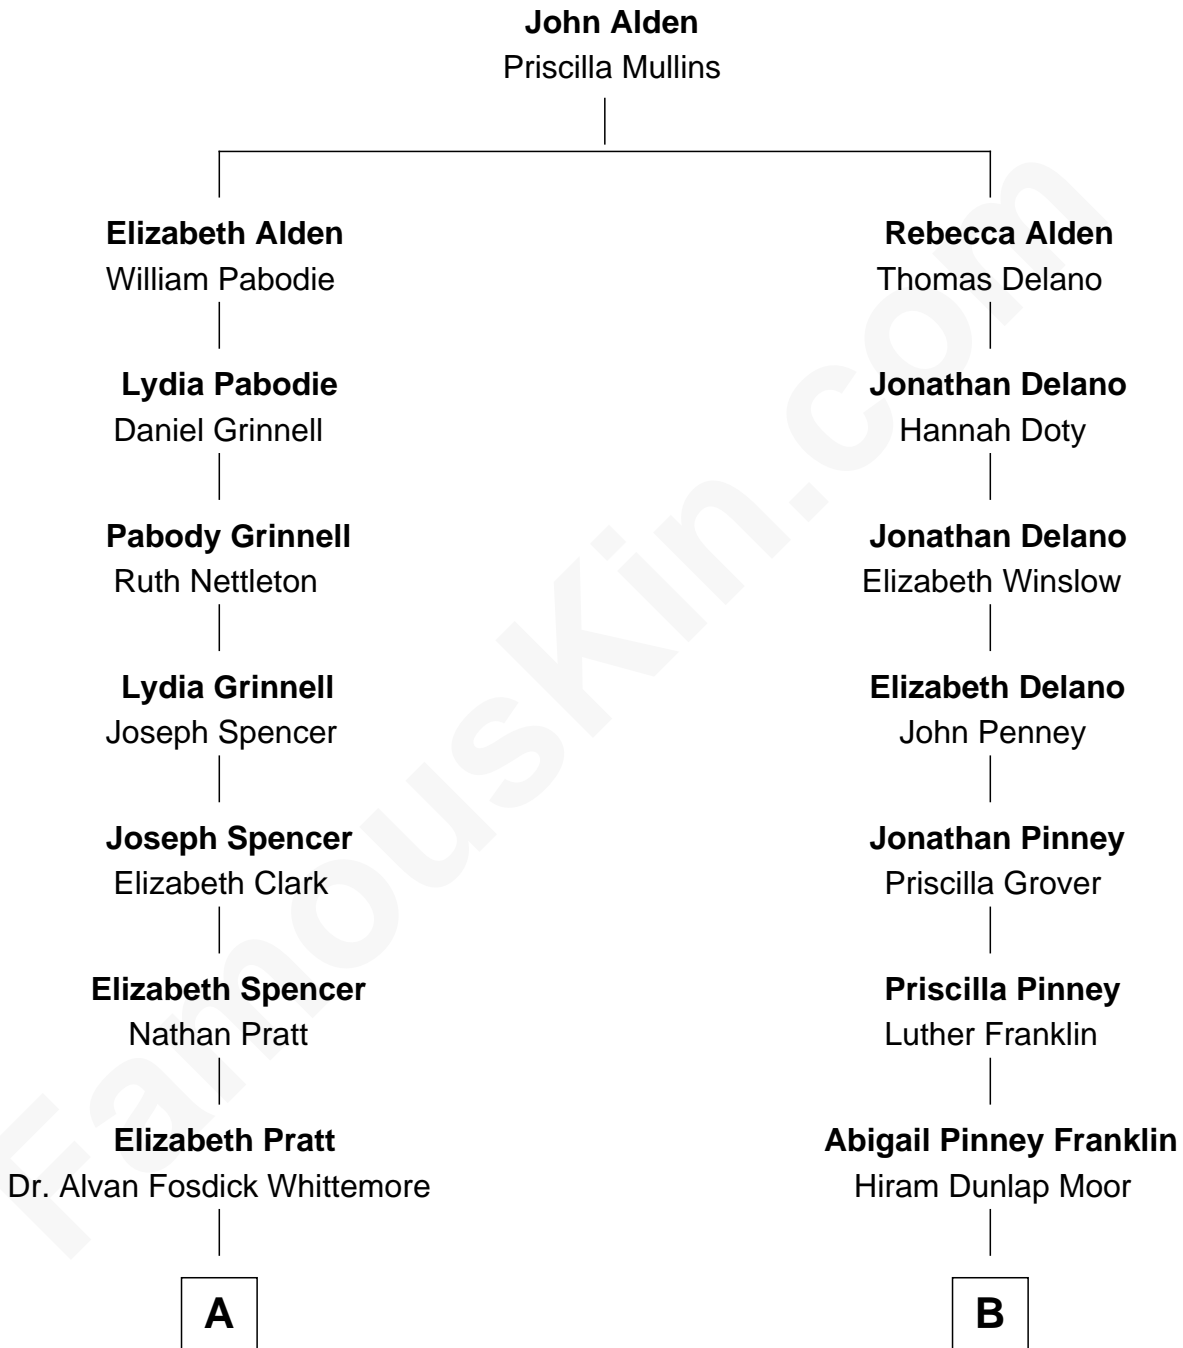 John Alden
Priscilla Mullins
Elizabeth Alden
William Pabodie
Rebecca Alden
Thomas Delano
Lydia Pabodie
Daniel Grinnell
Jonathan Delano
Hannah Doty
Pabody Grinnell
Ruth Nettleton
Jonathan Delano
Elizabeth Winslow
Lydia Grinnell
Joseph Spencer
Elizabeth Delano
John Penney
Joseph Spencer
Elizabeth Clark
Jonathan Pinney
Priscilla Grover
Elizabeth Spencer
Nathan Pratt
Priscilla Pinney
Luther Franklin
Elizabeth Pratt
Dr. Alvan Fosdick Whittemore
Abigail Pinney Franklin
Hiram Dunlap Moor
A
B
FamousKin.com